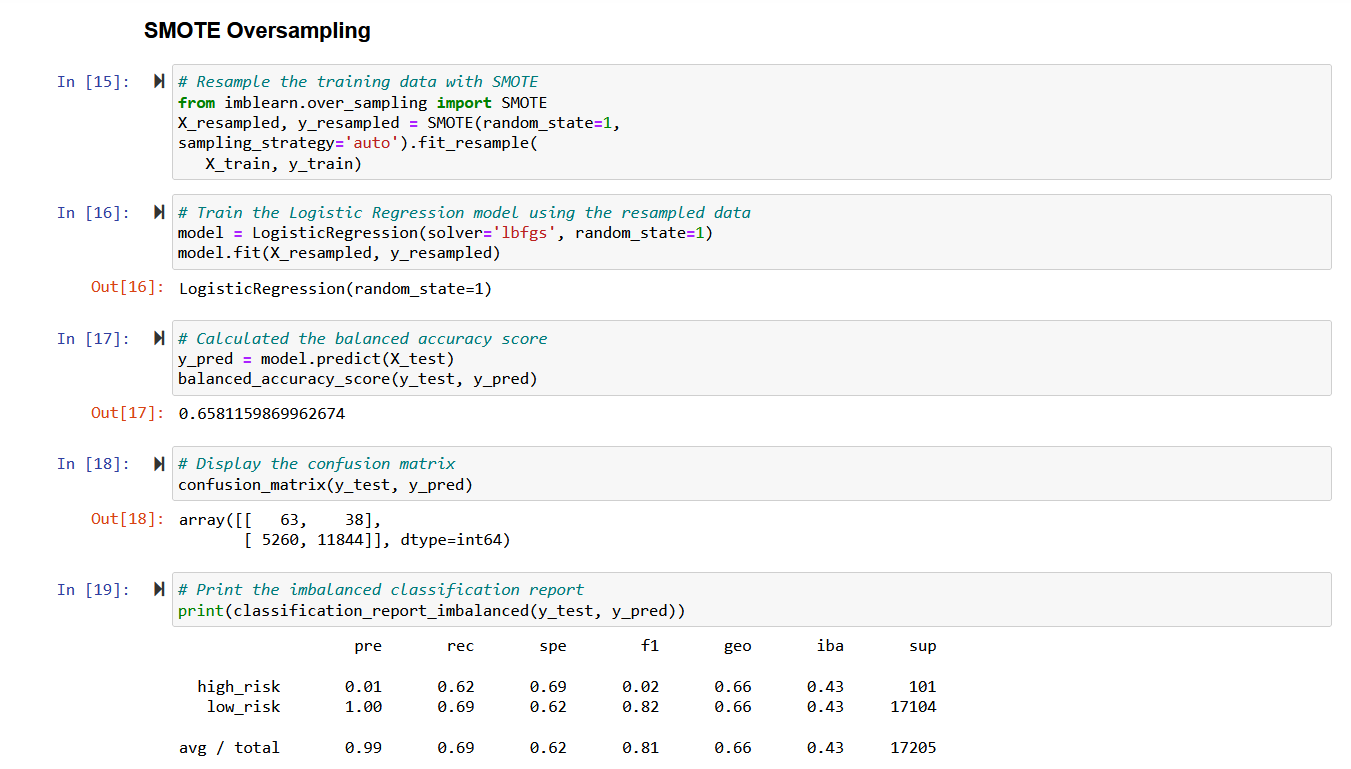 SMOTE Oversampling
In [15]:
# Resample the training data with SMOTE
from imblearn.over_sampling import SMOTE
X_resampled, y_resampled = SMOTE(random_state=1,
sampling_strategy='auto').fit_resample(
   X_train, y_train)
In [16]:
# Train the Logistic Regression model using the resampled data
model = LogisticRegression(solver='lbfgs', random_state=1)
model.fit(X_resampled, y_resampled)
Out[16]: LogisticRegression(random_state=1)
In [17]:
# Calculated the balanced accuracy score
y_pred = model.predict(X_test)
balanced_accuracy_score(y_test, y_pred)
Out[17]: 0.6581159869962674
In [18]:
# Display the confusion matrix
confusion_matrix(y_test, y_pred)
Out[18]: array([[   63,    38],
       [ 5260, 11844]], dtype=int64)
In [19]:
# Print the imbalanced classification report
print(classification_report_imbalanced(y_test, y_pred))
pre rec spe f1 geo iba sup
high_risk 0.01 0.62 0.69 0.02 0.66 0.43 101
low_risk 1.00 0.69 0.62 0.82 0.66 0.43 17104
avg / total 0.99 0.69 0.62 0.81 0.66 0.43 17205